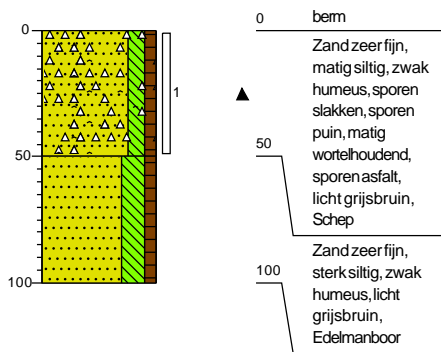 0
50
100
1
0
berm
Zand zeer fijn,
matig siltig, zwak
humeus, sporen
slakken, sporen
puin, matig
wortelhoudend,
sporen asfalt,
licht grijsbruin,
Schep
50
Zand zeer fijn,
sterk siltig, zwak
humeus, licht
grijsbruin,
Edelmanboor
100